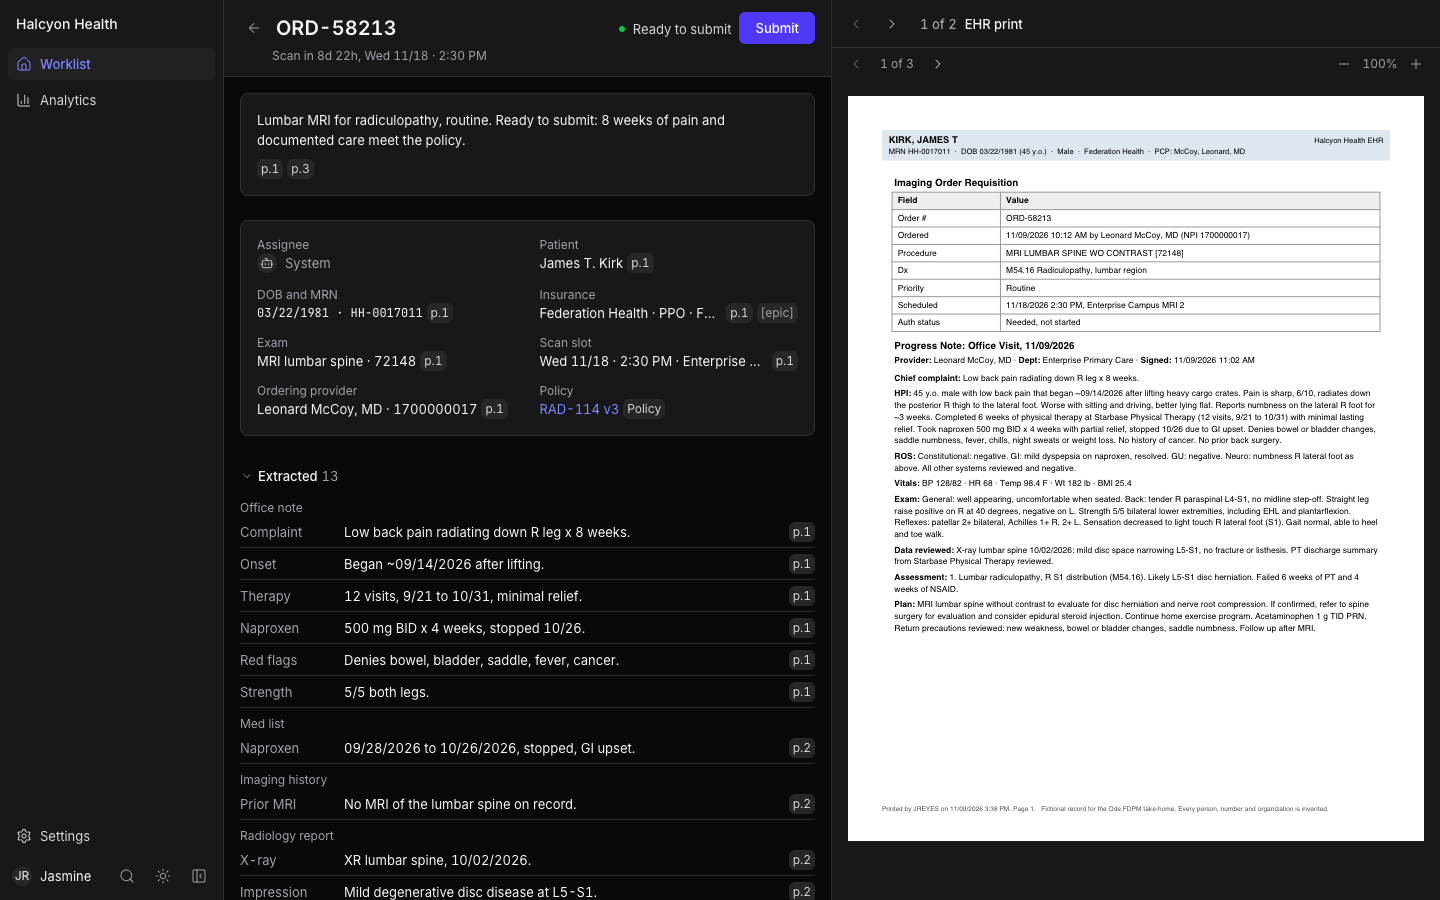 Halcyon Health
Worklist
Analytics
Settings
JR Jasmine
ORD-58213
Ready to submit
Submit
Scan in 8d 22h, Wed 11/18 · 2:30 PM
Lumbar MRI for radiculopathy, routine. Ready to submit: 8 weeks of pain and
documented care meet the policy.
p.1 p.3
Assignee
System
Patient
James T. Kirk p.1
DOB and MRN
03/22/1981 · HH-0017011 p.1
Insurance
Federation Health · PPO · F... p.1 [epic]
Exam
MRI lumbar spine · 72148 p.1
Scan slot
Wed 11/18 · 2:30 PM · Enterprise ... p.1
Ordering provider
Leonard McCoy, MD · 1700000017 p.1
Policy
RAD-114 v3 Policy
Extracted 13
Office note
Complaint Low back pain radiating down R leg x 8 weeks. p.1
Onset Began ~09/14/2026 after lifting. p.1
Therapy 12 visits, 9/21 to 10/31, minimal relief. p.1
Naproxen 500 mg BID x 4 weeks, stopped 10/26. p.1
Red flags Denies bowel, bladder, saddle, fever, cancer. p.1
Strength 5/5 both legs. p.1
Med list
Naproxen 09/28/2026 to 10/26/2026, stopped, GI upset. p.2
Imaging history
Prior MRI No MRI of the lumbar spine on record. p.2
Radiology report
X-ray XR lumbar spine, 10/02/2026. p.2
Impression Mild degenerative disc disease at L5-S1. p.2
1 of 2 EHR print
1 of 3
100%
KIRK, JAMES T
Halcyon Health EHR
MRN HH-0017011 · DOB 03/22/1981 (45 y.o.) · Male · Federation Health · PCP: McCoy, Leonard, MD
Imaging Order Requisition
Field Value
Order # ORD-58213
Ordered 11/09/2026 10:12 AM by Leonard McCoy, MD (NPI 1700000017)
Procedure MRI LUMBAR SPINE WO CONTRAST [72148]
Dx M54.16 Radiculopathy, lumbar region
Priority Routine
Scheduled 11/18/2026 2:30 PM, Enterprise Campus MRI 2
Auth status Needed, not started
Progress Note: Office Visit, 11/09/2026
Provider: Leonard McCoy, MD · Dept: Enterprise Primary Care · Signed: 11/09/2026 11:02 AM
Chief complaint: Low back pain radiating down R leg x 8 weeks.
HPI: 45 y.o. male with low back pain that began ~09/14/2026 after lifting heavy cargo crates. Pain is sharp, 6/10, radiates down
the posterior R thigh to the lateral foot. Worse with sitting and driving, better lying flat. Reports numbness on the lateral R foot for
~3 weeks. Completed 6 weeks of physical therapy at Starbase Physical Therapy (12 visits, 9/21 to 10/31) with minimal lasting
relief. Took naproxen 500 mg BID x 4 weeks with partial relief, stopped 10/26 due to GI upset. Denies bowel or bladder changes,
saddle numbness, fever, chills, night sweats or weight loss. No history of cancer. No prior back surgery.
ROS: Constitutional: negative. GI: mild dyspepsia on naproxen, resolved. GU: negative. Neuro: numbness R lateral foot as
above. All other systems reviewed and negative.
Vitals: BP 128/82 · HR 68 · Temp 98.4 F · Wt 182 lb · BMI 25.4
Exam: General: well appearing, uncomfortable when seated. Back: tender R paraspinal L4-S1, no midline step-off. Straight leg
raise positive on R at 40 degrees, negative on L. Strength 5/5 bilateral lower extremities, including EHL and plantarflexion.
Reflexes: patellar 2+ bilateral, Achilles 1+ R, 2+ L. Sensation decreased to light touch R lateral foot (S1). Gait normal, able to heel
and toe walk.
Data reviewed: X-ray lumbar spine 10/02/2026: mild disc space narrowing L5-S1, no fracture or listhesis. PT discharge summary
from Starbase Physical Therapy reviewed.
Assessment: 1. Lumbar radiculopathy, R S1 distribution (M54.16). Likely L5-S1 disc herniation. Failed 6 weeks of PT and 4
weeks of NSAID.
Plan: MRI lumbar spine without contrast to evaluate for disc herniation and nerve root compression. If confirmed, refer to spine
surgery for evaluation and consider epidural steroid injection. Continue home exercise program. Acetaminophen 1 g TID PRN.
Return precautions reviewed: new weakness, bowel or bladder changes, saddle numbness. Follow up after MRI.
Printed by JREYES on 11/09/2026 3:38 PM. Page 1. Fictional record for the Ode FDPM take-home. Every person, number and organization is invented.